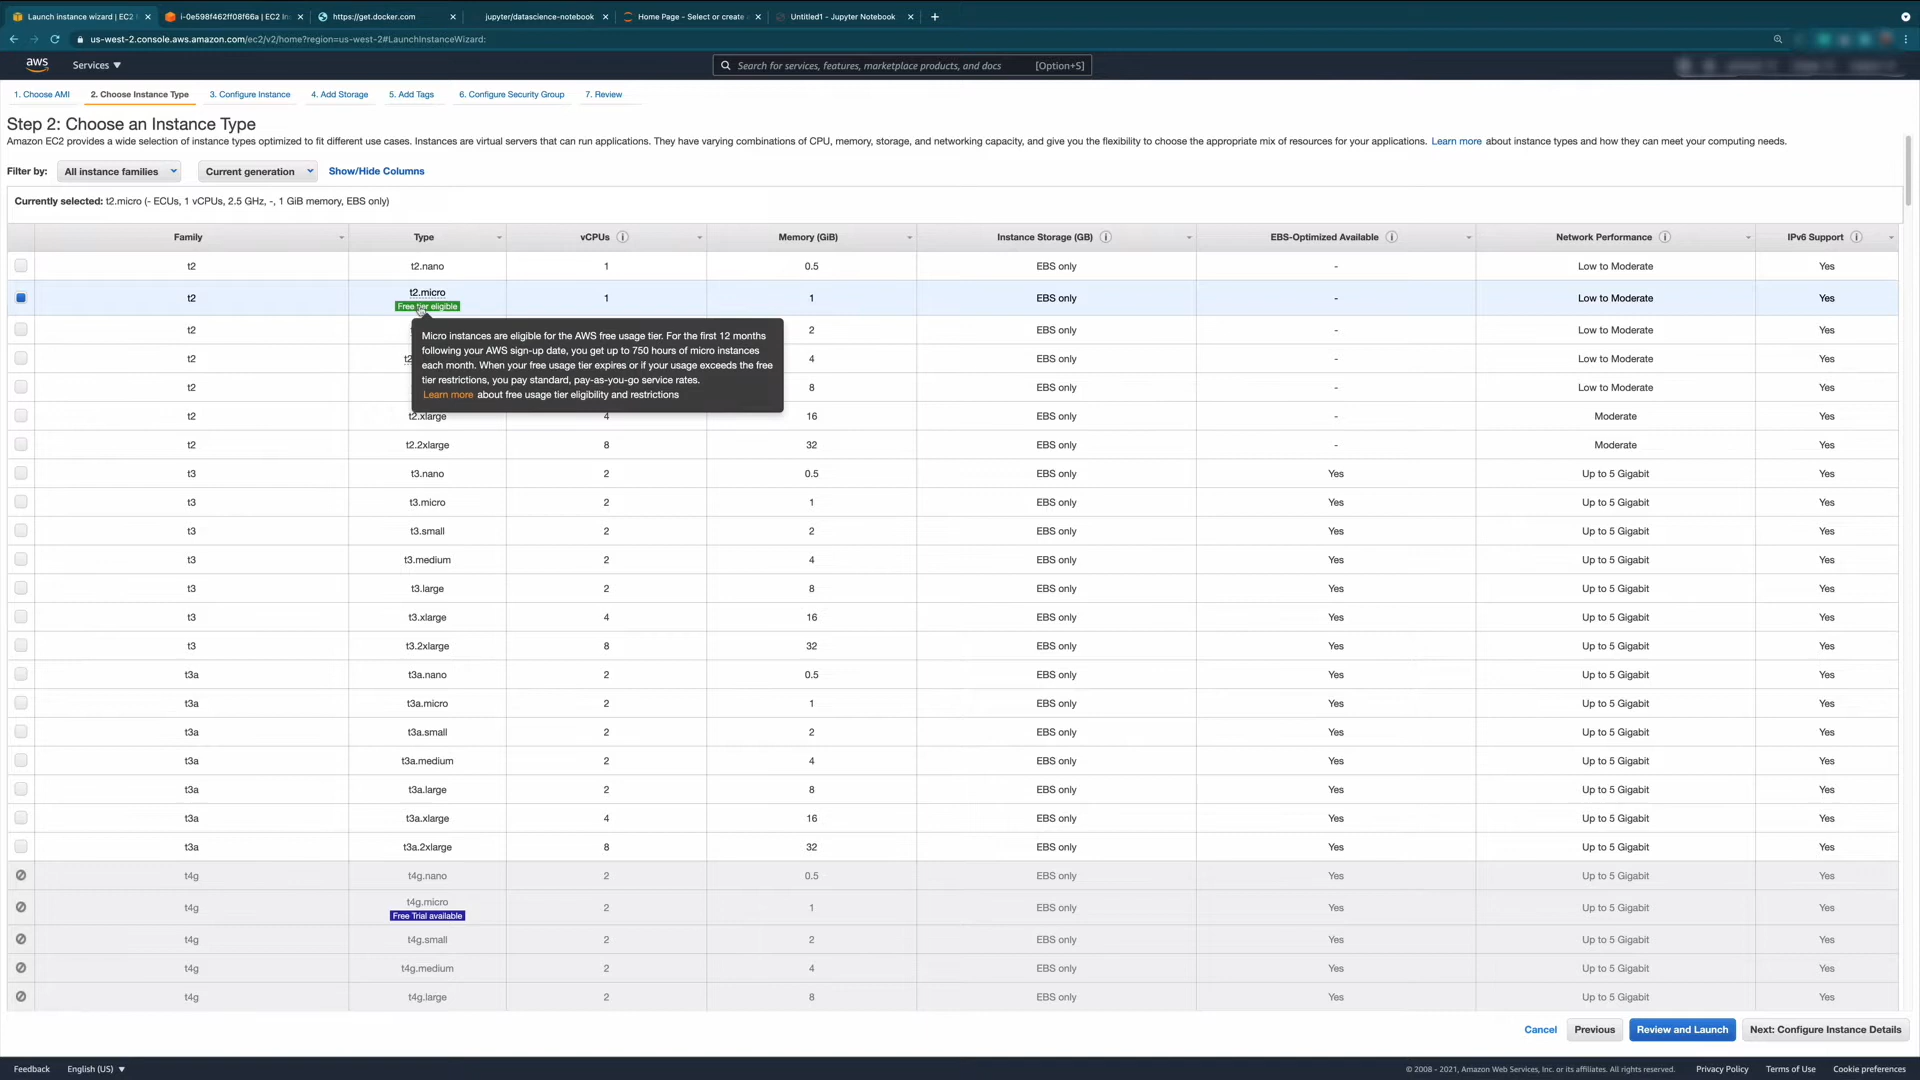 Launch instance wizard | EC2
i-0e598f462ff08f66a | EC2 In
https://get.docker.com
jupyter/datascience-notebook
Home Page - Select or create
Untitled1 - Jupyter Notebook
us-west-2.console.aws.amazon.com/ec2/v2/home?region=us-west-2#LaunchInstanceWizard:
aws
Services
Search for services, features, marketplace products, and docs
[Option+S]
1. Choose AMI
2. Choose Instance Type
3. Configure Instance
4. Add Storage
5. Add Tags
6. Configure Security Group
7. Review
Step 2: Choose an Instance Type
Amazon EC2 provides a wide selection of instance types optimized to fit different use cases. Instances are virtual servers that can run applications. They have varying combinations of CPU, memory, storage, and networking capacity, and give you the flexibility to choose the appropriate mix of resources for your applications. Learn more about instance types and how they can meet your computing needs.
Filter by: All instance families Current generation Show/Hide Columns
Currently selected: t2.micro (- ECUs, 1 vCPUs, 2.5 GHz, -, 1 GiB memory, EBS only)
Family Type vCPUs Memory (GiB) Instance Storage (GB) EBS-Optimized Available Network Performance IPv6 Support
t2 t2.nano 1 0.5 EBS only - Low to Moderate Yes
t2 t2.micro 1 1 EBS only - Low to Moderate Yes
Free tier eligible
t2 2 EBS only - Low to Moderate Yes
t2 t2 4 EBS only - Low to Moderate Yes
t2 8 EBS only - Low to Moderate Yes
Micro instances are eligible for the AWS free usage tier. For the first 12 months
following your AWS sign-up date, you get up to 750 hours of micro instances
each month. When your free usage tier expires or if your usage exceeds the free
tier restrictions, you pay standard, pay-as-you-go service rates.
Learn more about free usage tier eligibility and restrictions
t2 t2.xlarge 4 16 EBS only - Moderate Yes
t2 t2.2xlarge 8 32 EBS only - Moderate Yes
t3 t3.nano 2 0.5 EBS only Yes Up to 5 Gigabit Yes
t3 t3.micro 2 1 EBS only Yes Up to 5 Gigabit Yes
t3 t3.small 2 2 EBS only Yes Up to 5 Gigabit Yes
t3 t3.medium 2 4 EBS only Yes Up to 5 Gigabit Yes
t3 t3.large 2 8 EBS only Yes Up to 5 Gigabit Yes
t3 t3.xlarge 4 16 EBS only Yes Up to 5 Gigabit Yes
t3 t3.2xlarge 8 32 EBS only Yes Up to 5 Gigabit Yes
t3a t3a.nano 2 0.5 EBS only Yes Up to 5 Gigabit Yes
t3a t3a.micro 2 1 EBS only Yes Up to 5 Gigabit Yes
t3a t3a.small 2 2 EBS only Yes Up to 5 Gigabit Yes
t3a t3a.medium 2 4 EBS only Yes Up to 5 Gigabit Yes
t3a t3a.large 2 8 EBS only Yes Up to 5 Gigabit Yes
t3a t3a.xlarge 4 16 EBS only Yes Up to 5 Gigabit Yes
t3a t3a.2xlarge 8 32 EBS only Yes Up to 5 Gigabit Yes
t4g t4g.nano 2 0.5 EBS only Yes Up to 5 Gigabit Yes
t4g t4g.micro 2 1 EBS only Yes Up to 5 Gigabit Yes
Free Trial available
t4g t4g.small 2 2 EBS only Yes Up to 5 Gigabit Yes
t4g t4g.medium 2 4 EBS only Yes Up to 5 Gigabit Yes
t4g t4g.large 2 8 EBS only Yes Up to 5 Gigabit Yes
Cancel
Previous
Review and Launch
Next: Configure Instance Details
Feedback
English (US)
© 2008 - 2021, Amazon Web Services, Inc. or its affiliates. All rights reserved.
Privacy Policy
Terms of Use
Cookie preferences